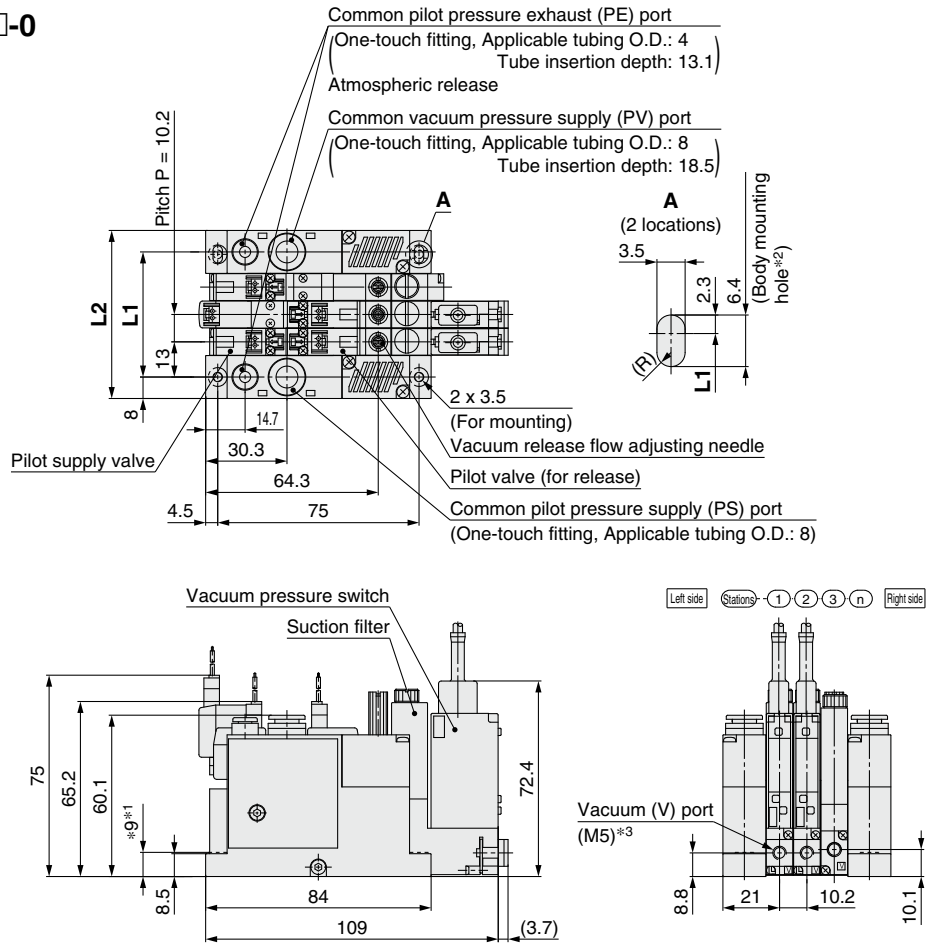 □-0
Common pilot pressure exhaust (PE) port
(One-touch fitting, Applicable tubing O.D.: 4
Tube insertion depth: 13.1)
Atmospheric release
Common vacuum pressure supply (PV) port
(One-touch fitting, Applicable tubing O.D.: 8
Tube insertion depth: 18.5)
Pitch P = 10.2
A
L2
L1
13
8
14.7
30.3
64.3
4.5
75
Pilot supply valve
2 x 3.5
(For mounting)
Vacuum release flow adjusting needle
Pilot valve (for release)
Common pilot pressure supply (PS) port
(One-touch fitting, Applicable tubing O.D.: 8)
A
(2 locations)
3.5
2.3
6.4
(Body mounting
hole*2)
(R)
L1
Vacuum pressure switch
Suction filter
75
65.2
60.1
*9*1
8.5
84
109
(3.7)
72.4
Left side Stations 1 2 3 n Right side
Vacuum (V) port
(M5)*3
V V V
8.8
21
10.2
10.1